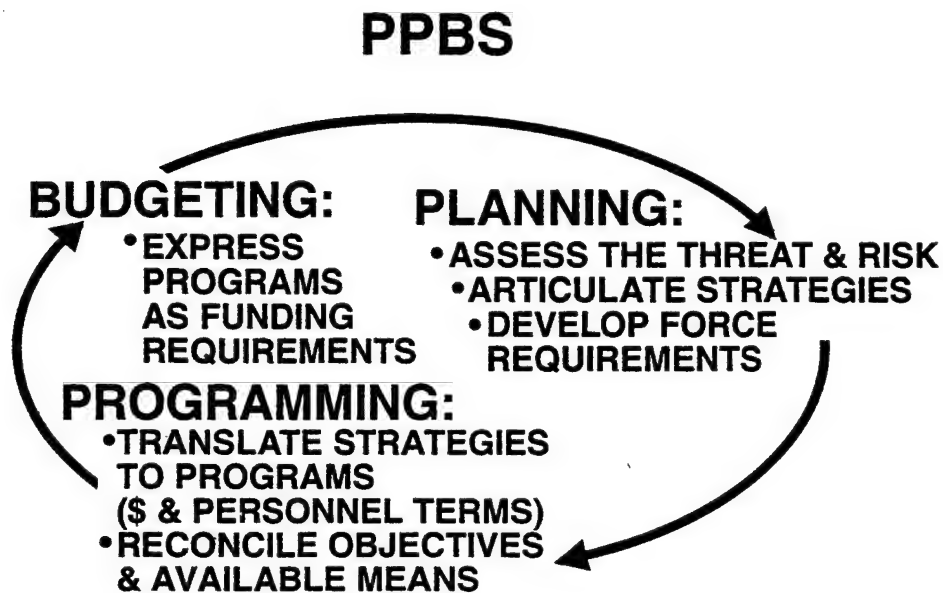 PPBS
BUDGETING:
•EXPRESS
PROGRAMS
AS FUNDING
REQUIREMENTS
PLANNING:
•ASSESS THE THREAT & RISK
•ARTICULATE STRATEGIES
•DEVELOP FORCE
REQUIREMENTS
PROGRAMMING:
•TRANSLATE STRATEGIES
TO PROGRAMS
($ & PERSONNEL TERMS)
•RECONCILE OBJECTIVES
& AVAILABLE MEANS